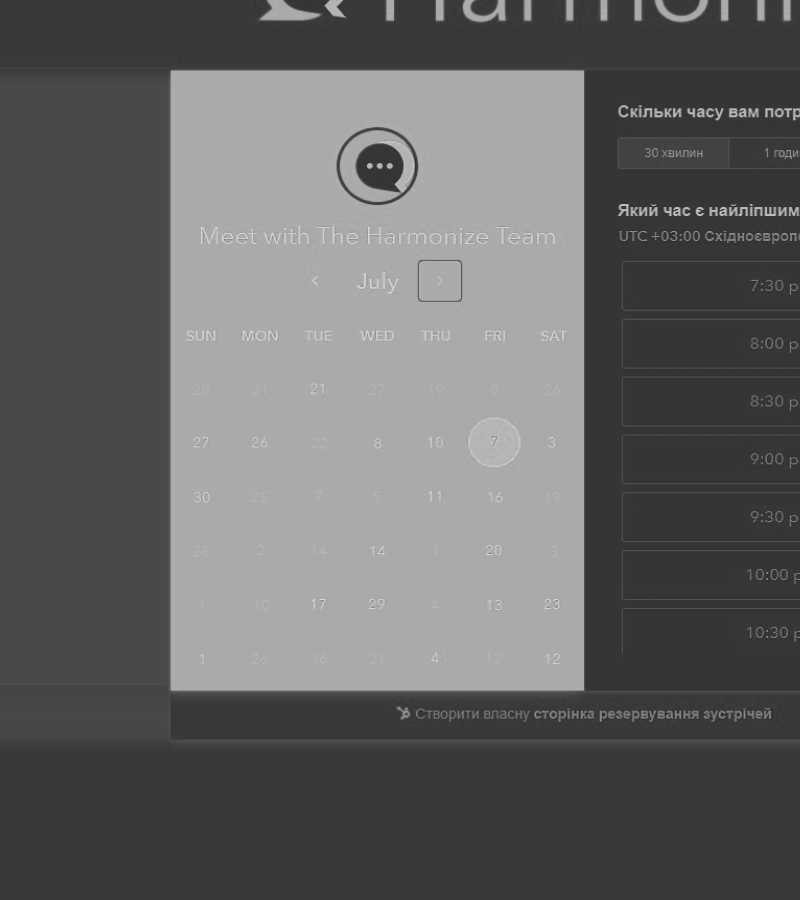 Harmoni
Meet with The Harmonize Team
July
SUN MON TUE WED THU FRI SAT
28 21 21 27 19 8 26
27 26 22 8 10 7 3
30 25 7 5 11 16 19
28 2 14 14 1 20 3
1 10 17 29 4 13 23
1 26 16 21 4 12 12
Скільки часу вам потр
30 хвилин 1 годи
Який час є найліпшим
UTC +03:00 Східноєвропе
7:30 p
8:00 p
8:30 p
9:00 p
9:30 p
10:00 p
10:30 p
Створити власну сторінка резервування зустрічей